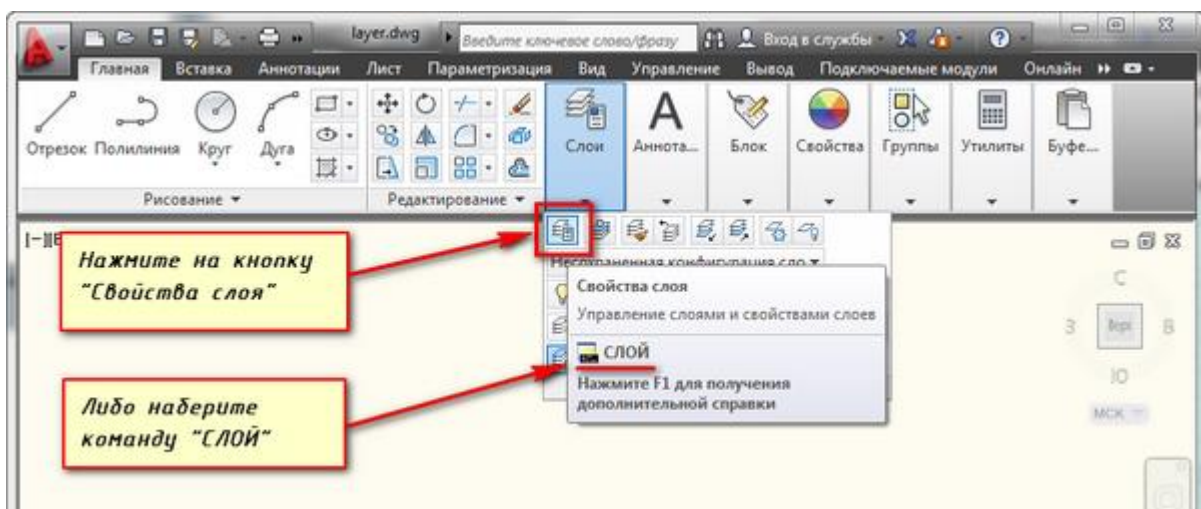 layer.dwg Введите ключевое слово/фразу Вход в службы
Главная Вставка Аннотации Лист Параметризация Вид Управление Вывод Подключаемые модули Онлайн
Отрезок Полилиния Круг Дуга Слои Аннота... Блок Свойства Группы Утилиты Буфе...
Рисование Редактирование
Несохраненная конфигурация сло
Нажмите на кнопку
"Свойства слоя"
Свойства слоя
Управление слоями и свойствами слоев
СЛОЙ
Нажмите F1 для получения
дополнительной справки
Либо наберите
команду "СЛОЙ"
С
З Верх В
Ю
МСК